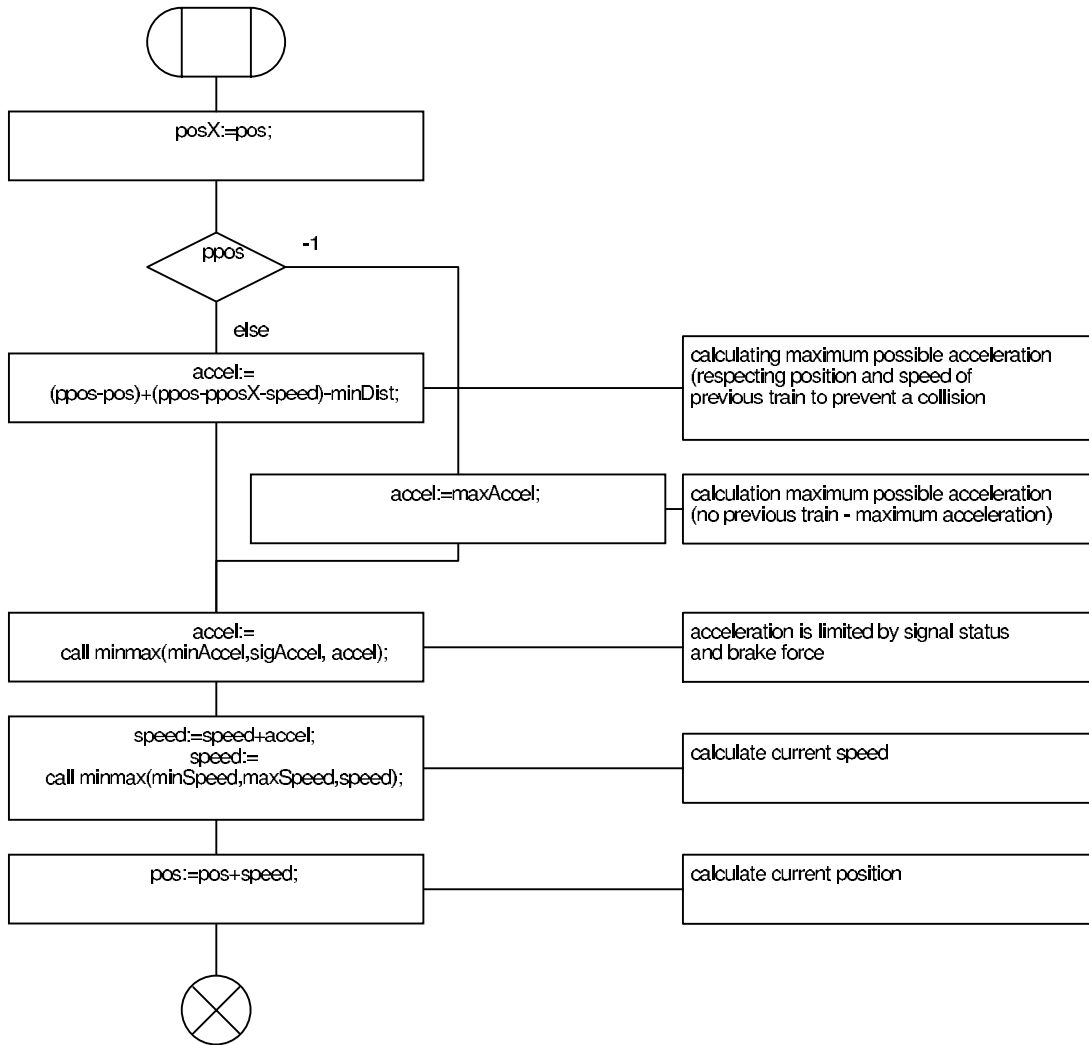 posX:=pos;
ppos
-1
else
accel:=
(ppos-pos)+(ppos-pposX-speed)-minDist;
calculating maximum possible acceleration
(respecting position and speed of
previous train to prevent a collision
accel:=maxAccel;
calculation maximum possible acceleration
(no previous train - maximum acceleration)
accel:=
call minmax(minAccel,sigAccel, accel);
acceleration is limited by signal status
and brake force
speed:=speed+accel;
speed:=
call minmax(minSpeed,maxSpeed,speed);
calculate current speed
pos:=pos+speed;
calculate current position